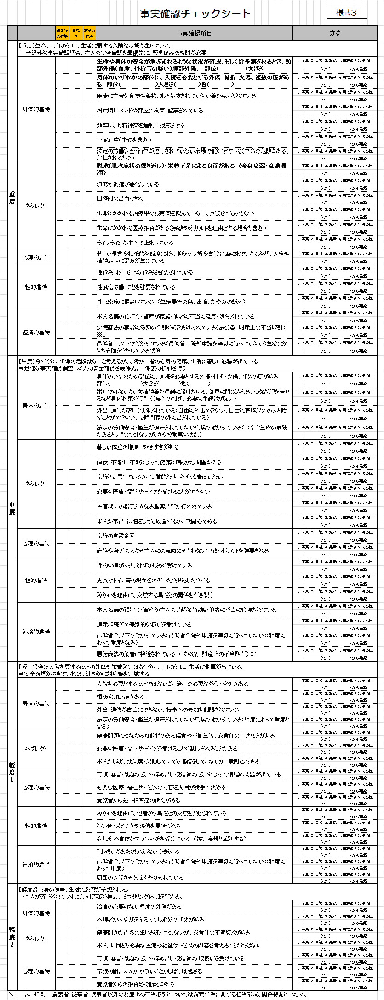 事実確認チェックシート
様式3
通報時の有無
確認日
事実の有無
事実確認項目
方法
重度
【重度】生命、心身の健康、生活に関する危険な状態が生じている。
⇒迅速な事実確認調査、本人の安全確認を最優先に、緊急保護の検討が必要
身体的虐待
生命や身体の安全が危ぶまれるような状況が確認、もしくは予測されるとき、頭
部外傷(血腫、骨折等の疑い)腹部外傷、 部位( )大きさ
1. 写真 2. 目視 3. 記録 4. 聴き取り 5. その他
( )が( )から確認
身体のいずれかの部位に、入院を必要とする外傷・骨折・火傷、複数の痣があ
る 部位( )大きさ( )色( )
1. 写真 2. 目視 3. 記録 4. 聴き取り 5. その他
( )が( )から確認
健康に有害な食物や薬物、また処方されていない薬を与えられている
1. 写真 2. 目視 3. 記録 4. 聴き取り 5. その他
( )が( )から確認
四六時中ベッドや部屋に拘束・監禁されている
1. 写真 2. 目視 3. 記録 4. 聴き取り 5. その他
( )が( )から確認
頻繁に、向精神薬を過剰に服用させる
1. 写真 2. 目視 3. 記録 4. 聴き取り 5. その他
( )が( )から確認
一家心中(未遂を含む)
1. 写真 2. 目視 3. 記録 4. 聴き取り 5. その他
( )が( )から確認
法定の労働安全・衛生が遵守されていない職場で働かせている(生命の危険がある、
危惧されるもの)
1. 写真 2. 目視 3. 記録 4. 聴き取り 5. その他
( )が( )から確認
ネグレクト
脱水(脱水症状の繰り返し)・栄養不足による衰弱がある (全身衰弱・意識混
濁)
1. 写真 2. 目視 3. 記録 4. 聴き取り 5. その他
( )が( )から確認
潰瘍や褥瘡が悪化している
1. 写真 2. 目視 3. 記録 4. 聴き取り 5. その他
( )が( )から確認
口腔内の出血・腫れ
1. 写真 2. 目視 3. 記録 4. 聴き取り 5. その他
( )が( )から確認
生命にかかわる治療中の服用薬を飲んでいない、飲ませてもらえない
1. 写真 2. 目視 3. 記録 4. 聴き取り 5. その他
( )が( )から確認
生命にかかわる医療拒否がある(宗教やオカルトを理由とする場合も含む)
1. 写真 2. 目視 3. 記録 4. 聴き取り 5. その他
( )が( )から確認
ライフラインがすべて止まっている
1. 写真 2. 目視 3. 記録 4. 聴き取り 5. その他
( )が( )から確認
心理的虐待
著しい暴言や拒絶的な態度により、抑うつ状態や自殺企画にまでいたるなど、人格や
精神症状に歪みが生じている
1. 写真 2. 目視 3. 記録 4. 聴き取り 5. その他
( )が( )から確認
性的虐待
性行為・わいせつな行為を強要されている
1. 写真 2. 目視 3. 記録 4. 聴き取り 5. その他
( )が( )から確認
性風俗で働くことを強要されている
1. 写真 2. 目視 3. 記録 4. 聴き取り 5. その他
( )が( )から確認
性感染症に罹患している (生殖器等の傷、出血、かゆみの訴え)
1. 写真 2. 目視 3. 記録 4. 聴き取り 5. その他
( )が( )から確認
経済的虐待
本人名義の預貯金・資産が家族・他者に不当に流用・処分されている
1. 写真 2. 目視 3. 記録 4. 聴き取り 5. その他
( )が( )から確認
悪徳商法の業者に多額の金銭をまきあげられている(法43条 財産上の不当取引)
※1
1. 写真 2. 目視 3. 記録 4. 聴き取り 5. その他
( )が( )から確認
最低賃金以下で働かせている(最低賃金除外申請を適切に行っていない)生活にか
なり支障をきたしている状態
1. 写真 2. 目視 3. 記録 4. 聴き取り 5. その他
( )が( )から確認
中度
【中度】今すぐに、生命の危険はないと考えるが、、障がい者の心身の健康、生活に著しい影響が出ている
⇒迅速な事実確認調査、本人の安全確認を最優先に、保護の検討を行う
身体的虐待
身体のいずれかの部位に、通院を必要とする外傷・骨折・火傷、複数の痣がある
部位( )大きさ( )色( )
1. 写真 2. 目視 3. 記録 4. 聴き取り 5. その他
( )が( )から確認
常時ではないが、向精神薬を過剰に服用させる、部屋に閉じ込める、つなぎ服を着せ
るなど身体拘束を行う (3要件の判断、必要な手続きがない)
1. 写真 2. 目視 3. 記録 4. 聴き取り 5. その他
( )が( )から確認
外出・通信が著しく制限されている(自由に外出できない、自由に家族以外の人と話
すことができない、長時間家の外に出されている)
1. 写真 2. 目視 3. 記録 4. 聴き取り 5. その他
( )が( )から確認
法定の労働安全・衛生が遵守されていない職場で働かせている(今すぐ生命の危険
があるというのではないが、かなり重篤な状況)
1. 写真 2. 目視 3. 記録 4. 聴き取り 5. その他
( )が( )から確認
ネグレクト
著しい体重の増減、やせすぎがある
1. 写真 2. 目視 3. 記録 4. 聴き取り 5. その他
( )が( )から確認
偏食・不衛生・不眠によって健康に明らかな問題がある
1. 写真 2. 目視 3. 記録 4. 聴き取り 5. その他
( )が( )から確認
家族と同居しているが、実質的な世話・介護者はいない
1. 写真 2. 目視 3. 記録 4. 聴き取り 5. その他
( )が( )から確認
必要な医療・福祉サービスを受けることができない
1. 写真 2. 目視 3. 記録 4. 聴き取り 5. その他
( )が( )から確認
医療機関の指示と異なる服薬調整が行われている
1. 写真 2. 目視 3. 記録 4. 聴き取り 5. その他
( )が( )から確認
本人が家出・徘徊をしても放置するか、無関心である
1. 写真 2. 目視 3. 記録 4. 聴き取り 5. その他
( )が( )から確認
心理的虐待
家族の自殺企図
1. 写真 2. 目視 3. 記録 4. 聴き取り 5. その他
( )が( )から確認
家族や身近の人から本人にの意向にそぐわない宗教・オカルトを強要される
1. 写真 2. 目視 3. 記録 4. 聴き取り 5. その他
( )が( )から確認
性的虐待
性的な嫌がらせ、はずかしめを受けている
1. 写真 2. 目視 3. 記録 4. 聴き取り 5. その他
( )が( )から確認
更衣やトイレ等の場面をのぞいたり撮影したりする
1. 写真 2. 目視 3. 記録 4. 聴き取り 5. その他
( )が( )から確認
障がいを理由に、交際する異性との関係を引き裂く
1. 写真 2. 目視 3. 記録 4. 聴き取り 5. その他
( )が( )から確認
経済的虐待
本人名義の預貯金・資産が本人の了解なく家族・他者に不当に管理されている
1. 写真 2. 目視 3. 記録 4. 聴き取り 5. その他
( )が( )から確認
遺産相続等で差別的な扱いを受けている
1. 写真 2. 目視 3. 記録 4. 聴き取り 5. その他
( )が( )から確認
最低賃金以下で働かせている(最低賃金除外申請を適切に行っていない)(程度に
よって重度となる)
1. 写真 2. 目視 3. 記録 4. 聴き取り 5. その他
( )が( )から確認
悪徳商法の業者に接近されている (法43条 財産上の不当取引)※1
1. 写真 2. 目視 3. 記録 4. 聴き取り 5. その他
( )が( )から確認
軽度1
【軽度1】今は入院を要するほどの外傷や栄養障害はないが、心身の健康、生活に影響が出ている。
⇒安全確認ができていれば、速やかに対応策を実施する
身体的虐待
入院を必要とするほどではないが、治療の必要な外傷・火傷がある
1. 写真 2. 目視 3. 記録 4. 聴き取り 5. その他
( )が( )から確認
繰り返し傷・痣がある
1. 写真 2. 目視 3. 記録 4. 聴き取り 5. その他
( )が( )から確認
外出・通信が自由にできない、行事への参加を制限されている
1. 写真 2. 目視 3. 記録 4. 聴き取り 5. その他
( )が( )から確認
法定の労働安全・衛生が遵守されていない職場で働かせている(程度によって重度と
なる)
1. 写真 2. 目視 3. 記録 4. 聴き取り 5. その他
( )が( )から確認
ネグレクト
健康問題につながる可能性のある偏食や不衛生等、衣食住の不適切さがある
1. 写真 2. 目視 3. 記録 4. 聴き取り 5. その他
( )が( )から確認
必要な医療・福祉サービスを受けることを制限されることがある
1. 写真 2. 目視 3. 記録 4. 聴き取り 5. その他
( )が( )から確認
本人がしばしば欠席・欠勤していても連絡をしてこないか、無関心である
1. 写真 2. 目視 3. 記録 4. 聴き取り 5. その他
( )が( )から確認
心理的虐待
無視・暴言・乱暴な扱い・締め出し・懲罰的な扱いによって情緒的問題が出ている
1. 写真 2. 目視 3. 記録 4. 聴き取り 5. その他
( )が( )から確認
必要な医療・福祉サービスの内容を周囲が勝手に決める
1. 写真 2. 目視 3. 記録 4. 聴き取り 5. その他
( )が( )から確認
養護者から強い拒否感の訴えがある
1. 写真 2. 目視 3. 記録 4. 聴き取り 5. その他
( )が( )から確認
性的虐待
障がいを理由に、他者から異性との交際を禁じられている
1. 写真 2. 目視 3. 記録 4. 聴き取り 5. その他
( )が( )から確認
わいせつな写真や映像を見せられる
1. 写真 2. 目視 3. 記録 4. 聴き取り 5. その他
( )が( )から確認
窃視や不自然なアプローチを受けている (被害妄想と区別する)
1. 写真 2. 目視 3. 記録 4. 聴き取り 5. その他
( )が( )から確認
経済的虐待
「小遣いがあまりもらえない」と訴える
1. 写真 2. 目視 3. 記録 4. 聴き取り 5. その他
( )が( )から確認
最低賃金以下で働かせている(最低賃金除外申請を適切に行っていない)(程度に
よって中度)
1. 写真 2. 目視 3. 記録 4. 聴き取り 5. その他
( )が( )から確認
周囲の人間からお金をたかられている
1. 写真 2. 目視 3. 記録 4. 聴き取り 5. その他
( )が( )から確認
軽度2
【軽度2】心身の健康、生活に影響が予想される。
⇒本人が確認されていれば、対応策を検討、モニタリング体制を整える。
身体的虐待
治療の必要はない程度の外傷がある
1. 写真 2. 目視 3. 記録 4. 聴き取り 5. その他
( )が( )から確認
養護者から暴力をふるってしまうとの訴えがある
1. 写真 2. 目視 3. 記録 4. 聴き取り 5. その他
( )が( )から確認
ネグレクト
健康問題が直ちに生じるほどではないが、衣食住の不適切さがある
1. 写真 2. 目視 3. 記録 4. 聴き取り 5. その他
( )が( )から確認
本人・周囲とも必要な医療や福祉サービスの内容を考えることができない
1. 写真 2. 目視 3. 記録 4. 聴き取り 5. その他
( )が( )から確認
心理的虐待
無視・暴言・乱暴な扱い・締め出し・懲罰的な取扱いを受けている
1. 写真 2. 目視 3. 記録 4. 聴き取り 5. その他
( )が( )から確認
家族の間にけんかや争いごとがしばしば起きる
1. 写真 2. 目視 3. 記録 4. 聴き取り 5. その他
( )が( )から確認
養護者からの拒否感の訴えがある
1. 写真 2. 目視 3. 記録 4. 聴き取り 5. その他
( )が( )から確認
※1 法 43条 養護者・従事者・使用者以外の財産上の不当取引については消費生活に関する担当部局、関係機関につなぐ。